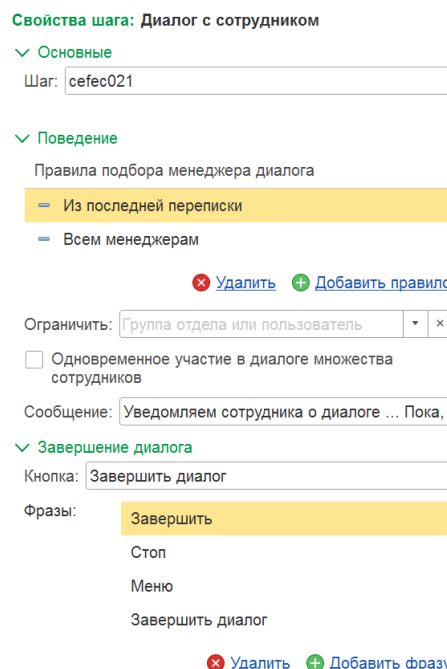 Свойства шага: Диалог с сотрудником
Основные
Шаг: cefec021
Поведение
Правила подбора менеджера диалога
Из последней переписки
Всем менеджерам
Удалить Добавить правило
Ограничить: Группа отдела или пользователь
Одновременное участие в диалоге множества
сотрудников
Сообщение: Уведомляем сотрудника о диалоге ... Пока,
Завершение диалога
Кнопка: Завершить диалог
Фразы:
Завершить
Стоп
Меню
Завершить диалог
Удалить Добавить фразу